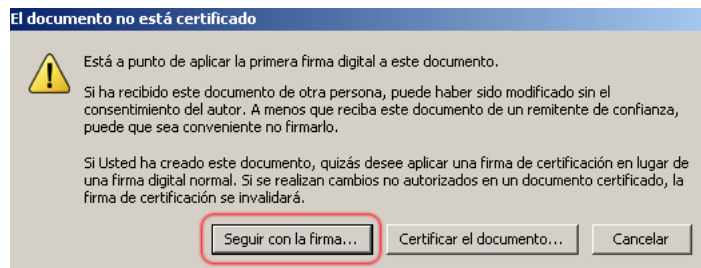 El documento no está certificado
Está a punto de aplicar la primera firma digital a este documento.
Si ha recibido este documento de otra persona, puede haber sido modificado sin el
consentimiento del autor. A menos que reciba este documento de un remitente de confianza,
puede que sea conveniente no firmarlo.
Si Usted ha creado este documento, quizás desee aplicar una firma de certificación en lugar de
una firma digital normal. Si se realizan cambios no autorizados en un documento certificado, la
firma de certificación se invalidará.
Seguir con la firma... Certificar el documento... Cancelar